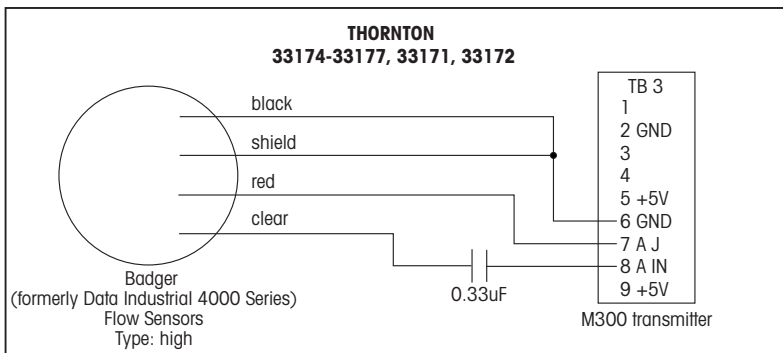 THORNTON
33174-33177, 33171, 33172
black
shield
red
clear
Badger
(formerly Data Industrial 4000 Series)
Flow Sensors
Type: high
0.33uF
TB 3
1
2 GND
3
4
5 +5V
6 GND
7 A J
8 A IN
9 +5V
M300 transmitter